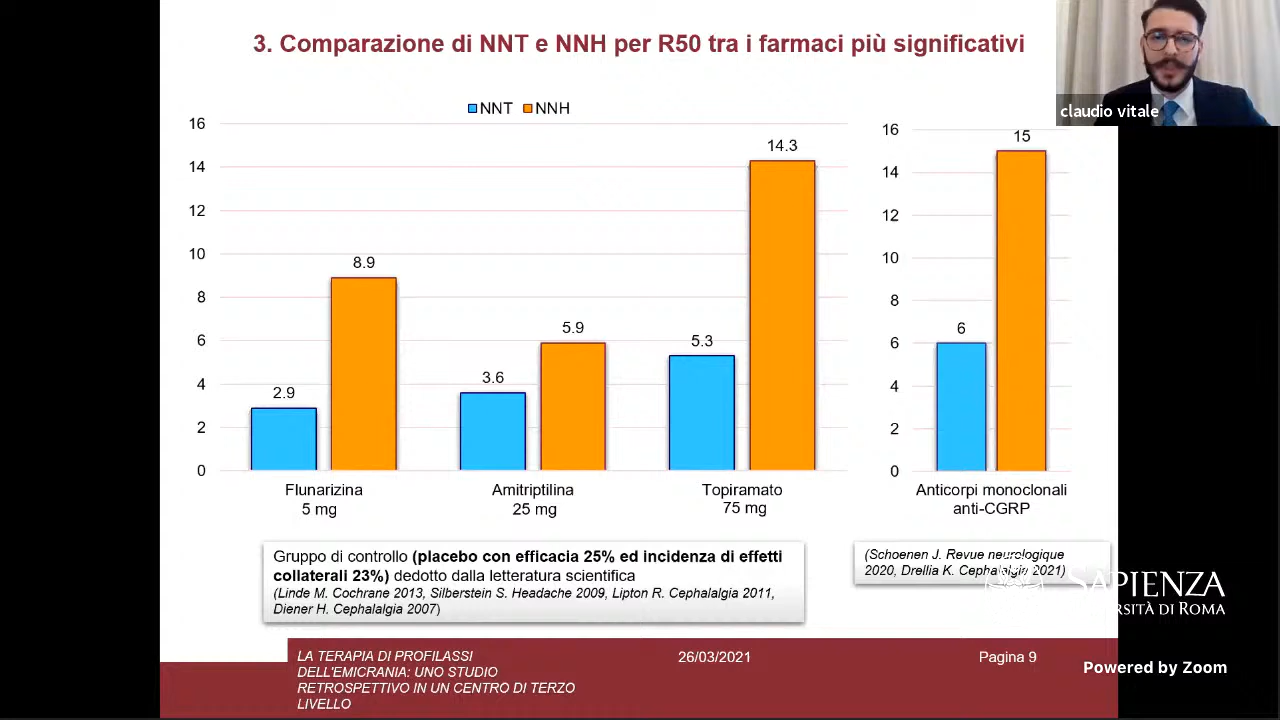 3. Comparazione di NNT e NNH per R50 tra i farmaci più significativi
claudio vitale
NNT NNH
16
14
12
10
8
6
4
2
0
2.9
8.9
3.6
5.9
5.3
14.3
Flunarizina
5 mg
Amitriptilina
25 mg
Topiramato
75 mg
16
14
12
10
8
6
4
2
0
6
15
Anticorpi monoclonali
anti-CGRP
Gruppo di controllo (placebo con efficacia 25% ed incidenza di effetti
collaterali 23%) dedotto dalla letteratura scientifica
(Linde M. Cochrane 2013, Silberstein S. Headache 2009, Lipton R. Cephalalgia 2011,
Diener H. Cephalalgia 2007)
(Schoenen J. Revue neurologique
2020, Drellia K. Cephalalgia 2021)
SAPIENZA
DI ROMA
LA TERAPIA DI PROFILASSI
DELL'EMICRANIA: UNO STUDIO
RETROSPETTIVO IN UN CENTRO DI TERZO
LIVELLO
26/03/2021
Pagina 9
Powered by Zoom